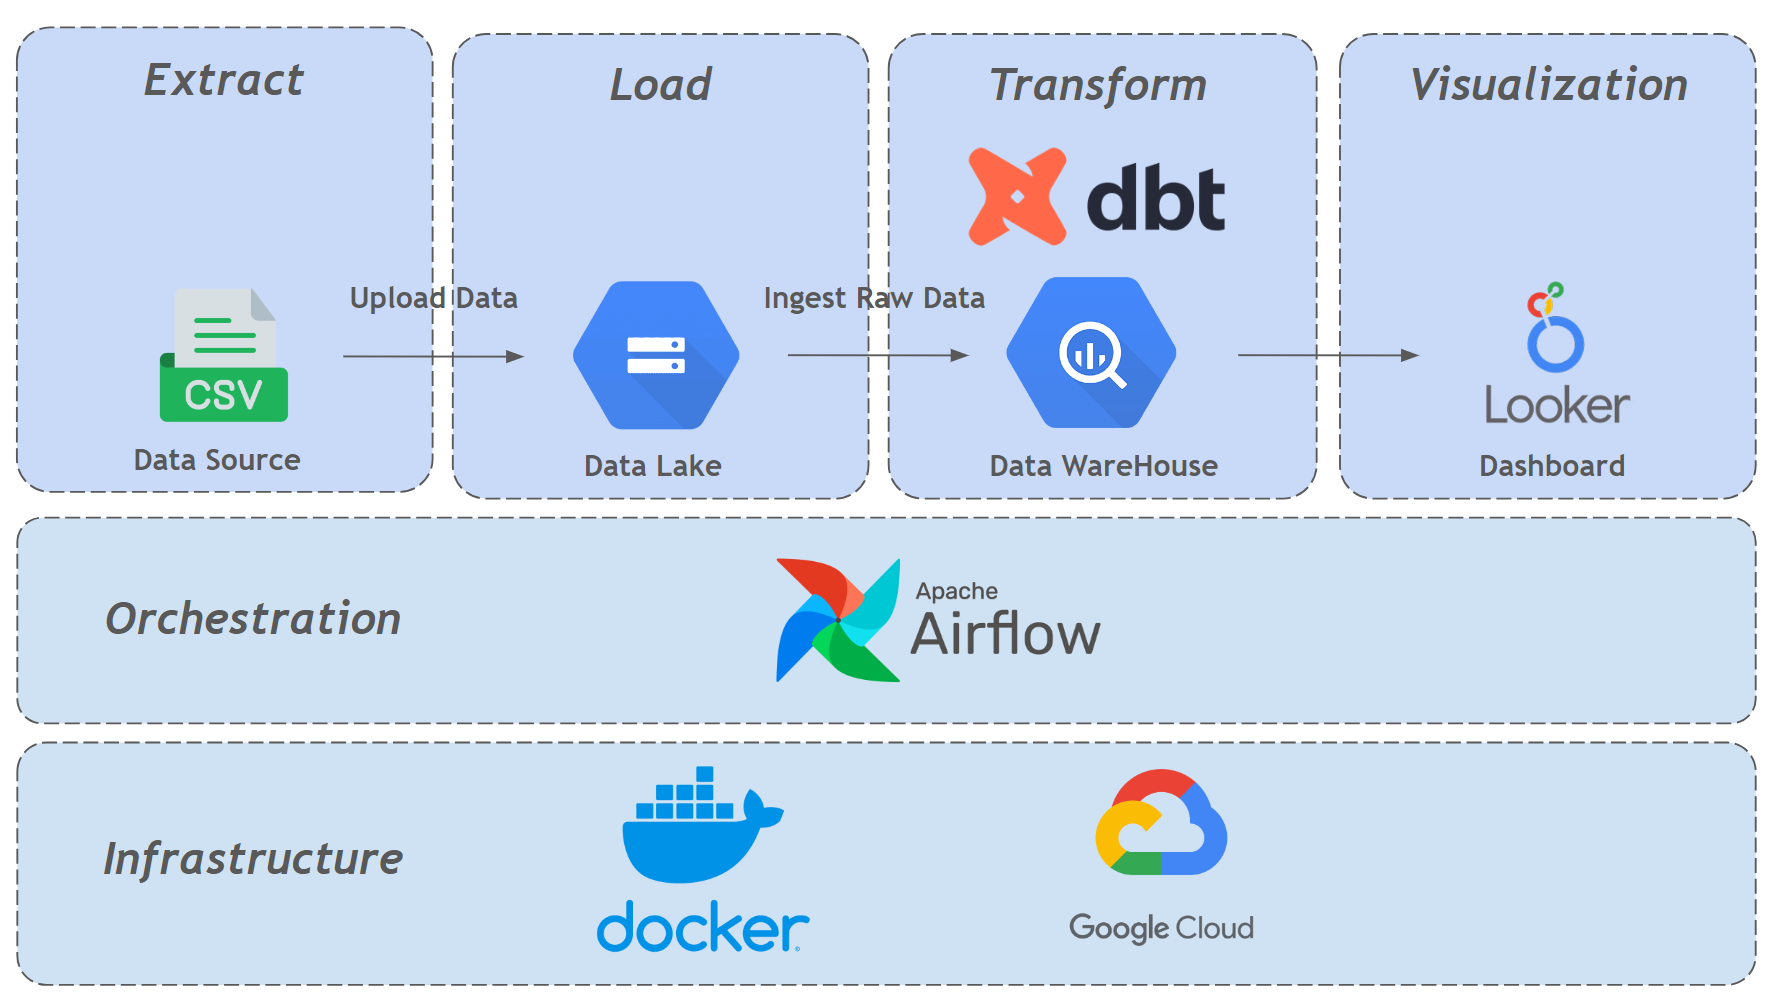 Extract
Load
Transform
Visualization
dbt
Upload Data
Ingest Raw Data
CSV
Looker
Data Source
Data Lake
Data WareHouse
Dashboard
Orchestration
Apache
Airflow
Infrastructure
docker
Google Cloud